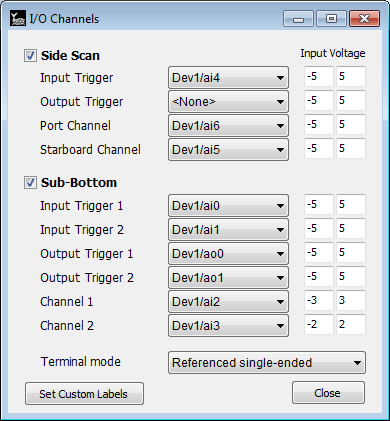 I/O Channels
Side Scan Input Voltage
Input Trigger Dev1/ai4 -5 5
Output Trigger <None> -5 5
Port Channel Dev1/ai6 -5 5
Starboard Channel Dev1/ai5 -5 5
Sub-Bottom
Input Trigger 1 Dev1/ai0 -5 5
Input Trigger 2 Dev1/ai1 -5 5
Output Trigger 1 Dev1/ao0 -5 5
Output Trigger 2 Dev1/ao1 -5 5
Channel 1 Dev1/ai2 -3 3
Channel 2 Dev1/ai3 -2 2
Terminal mode Referenced single-ended
Set Custom Labels Close